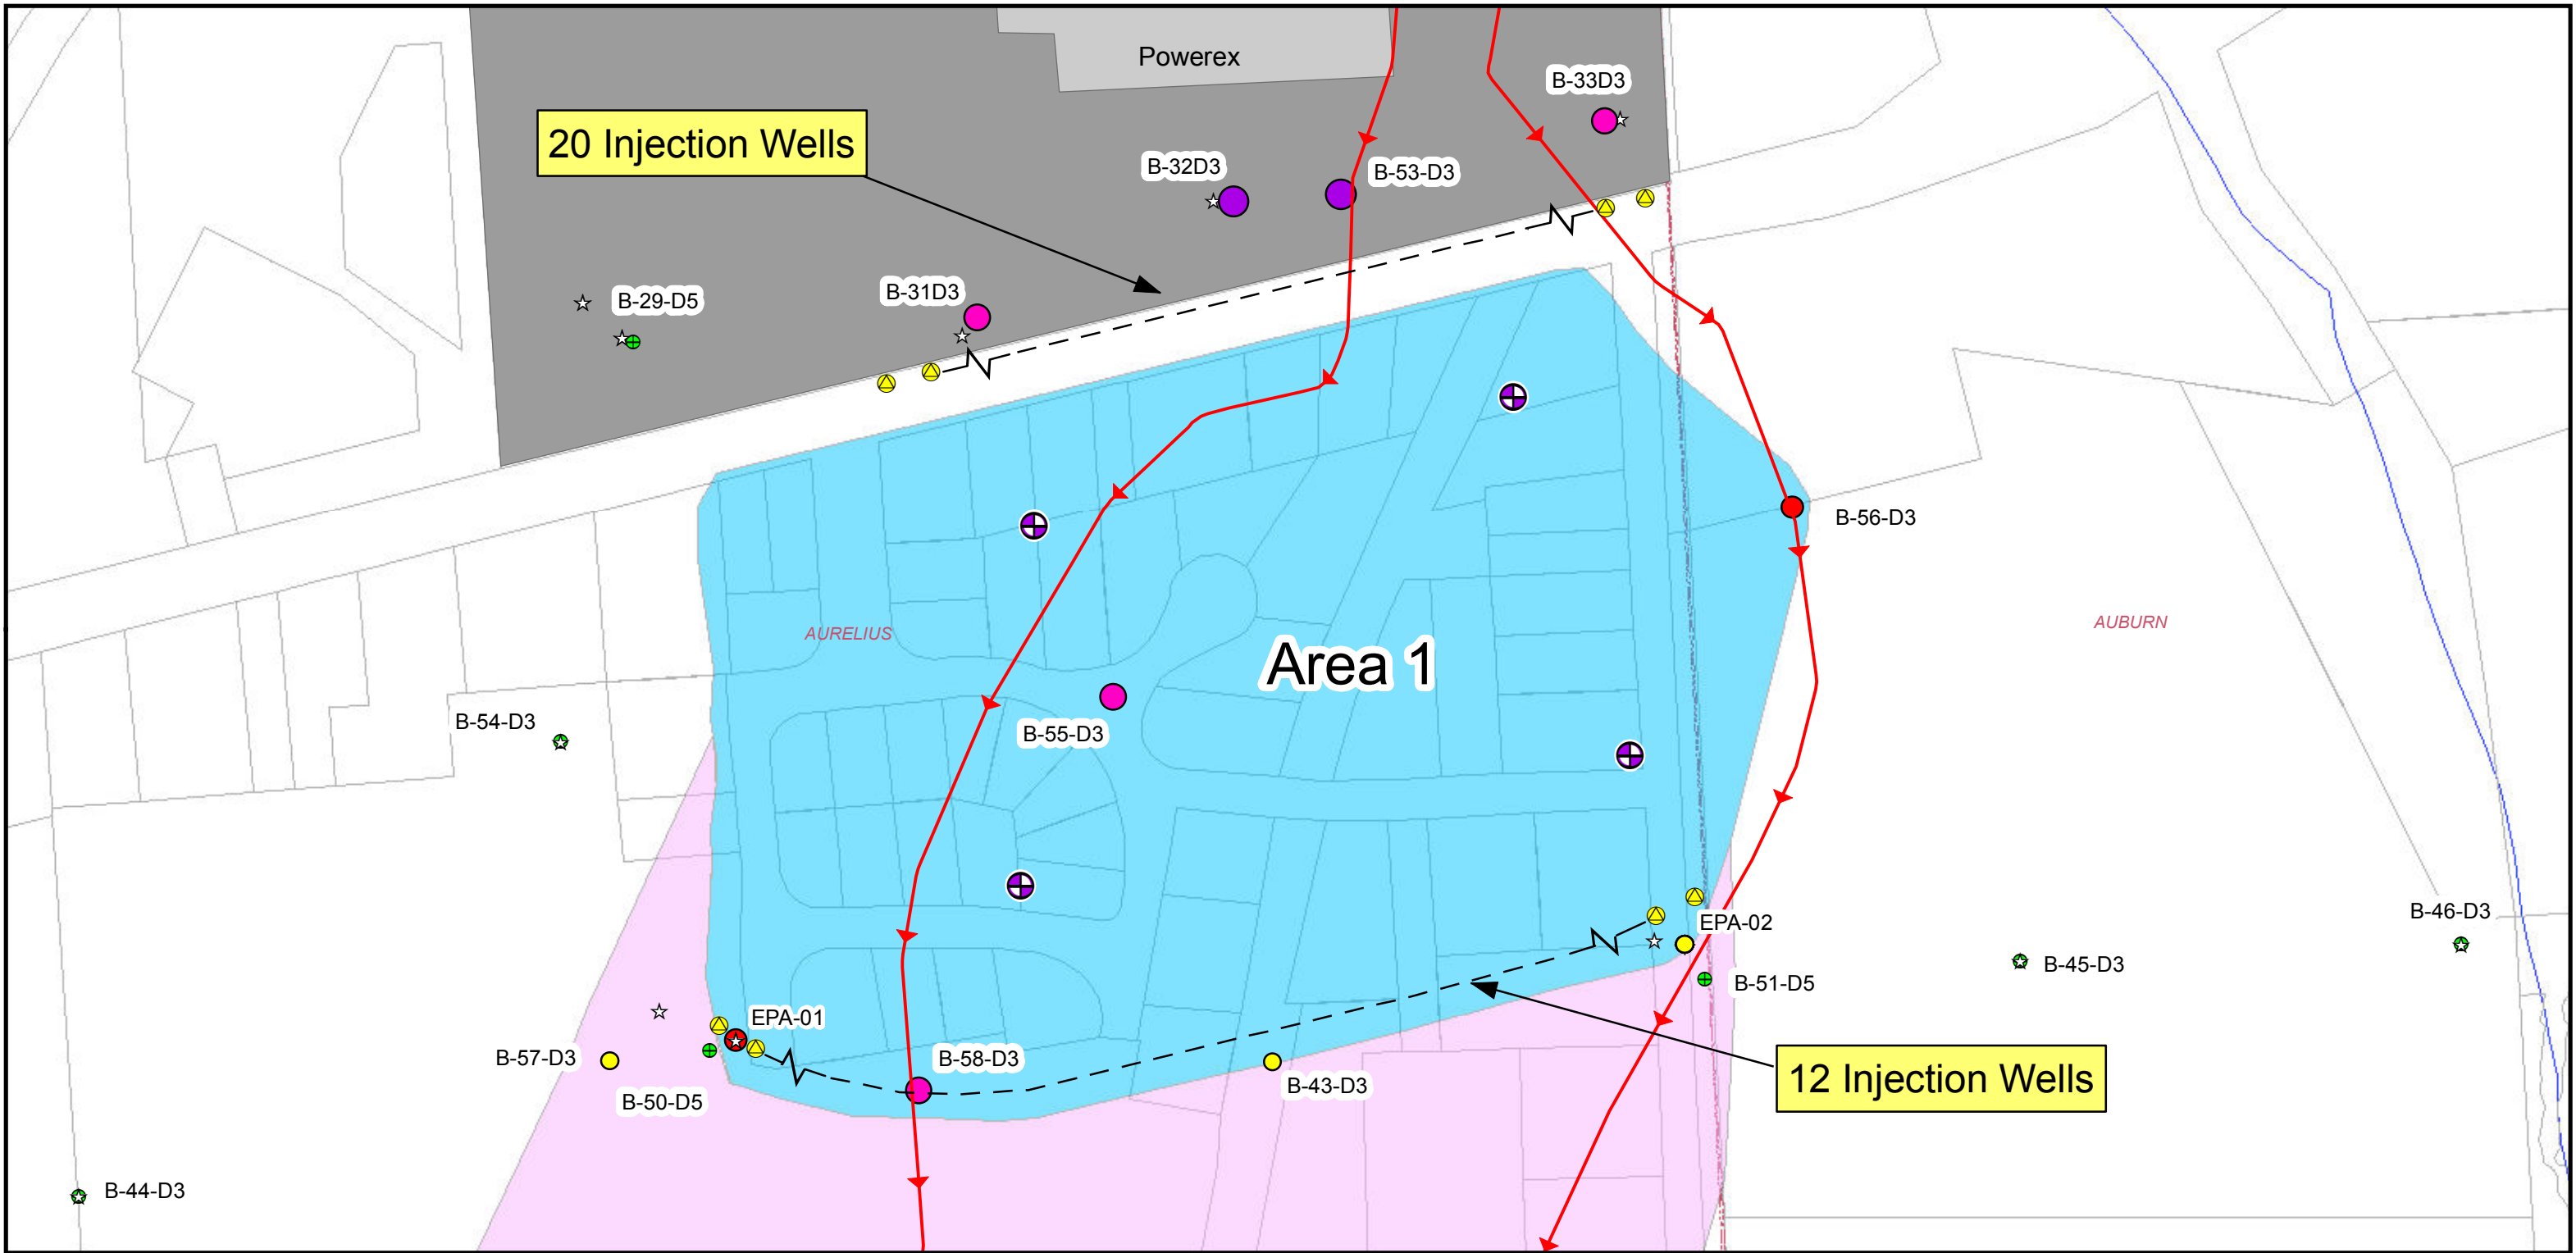 Powerex
B-33D3
20 Injection Wells
B-32D3
B-53-D3
B-29-D5
B-31D3
B-56-D3
AURELIUS
AUBURN
Area 1
B-54-D3
B-55-D3
EPA-02
B-46-D3
B-45-D3
B-51-D5
EPA-01
B-57-D3
B-58-D3
B-43-D3
12 Injection Wells
B-50-D5
B-44-D3